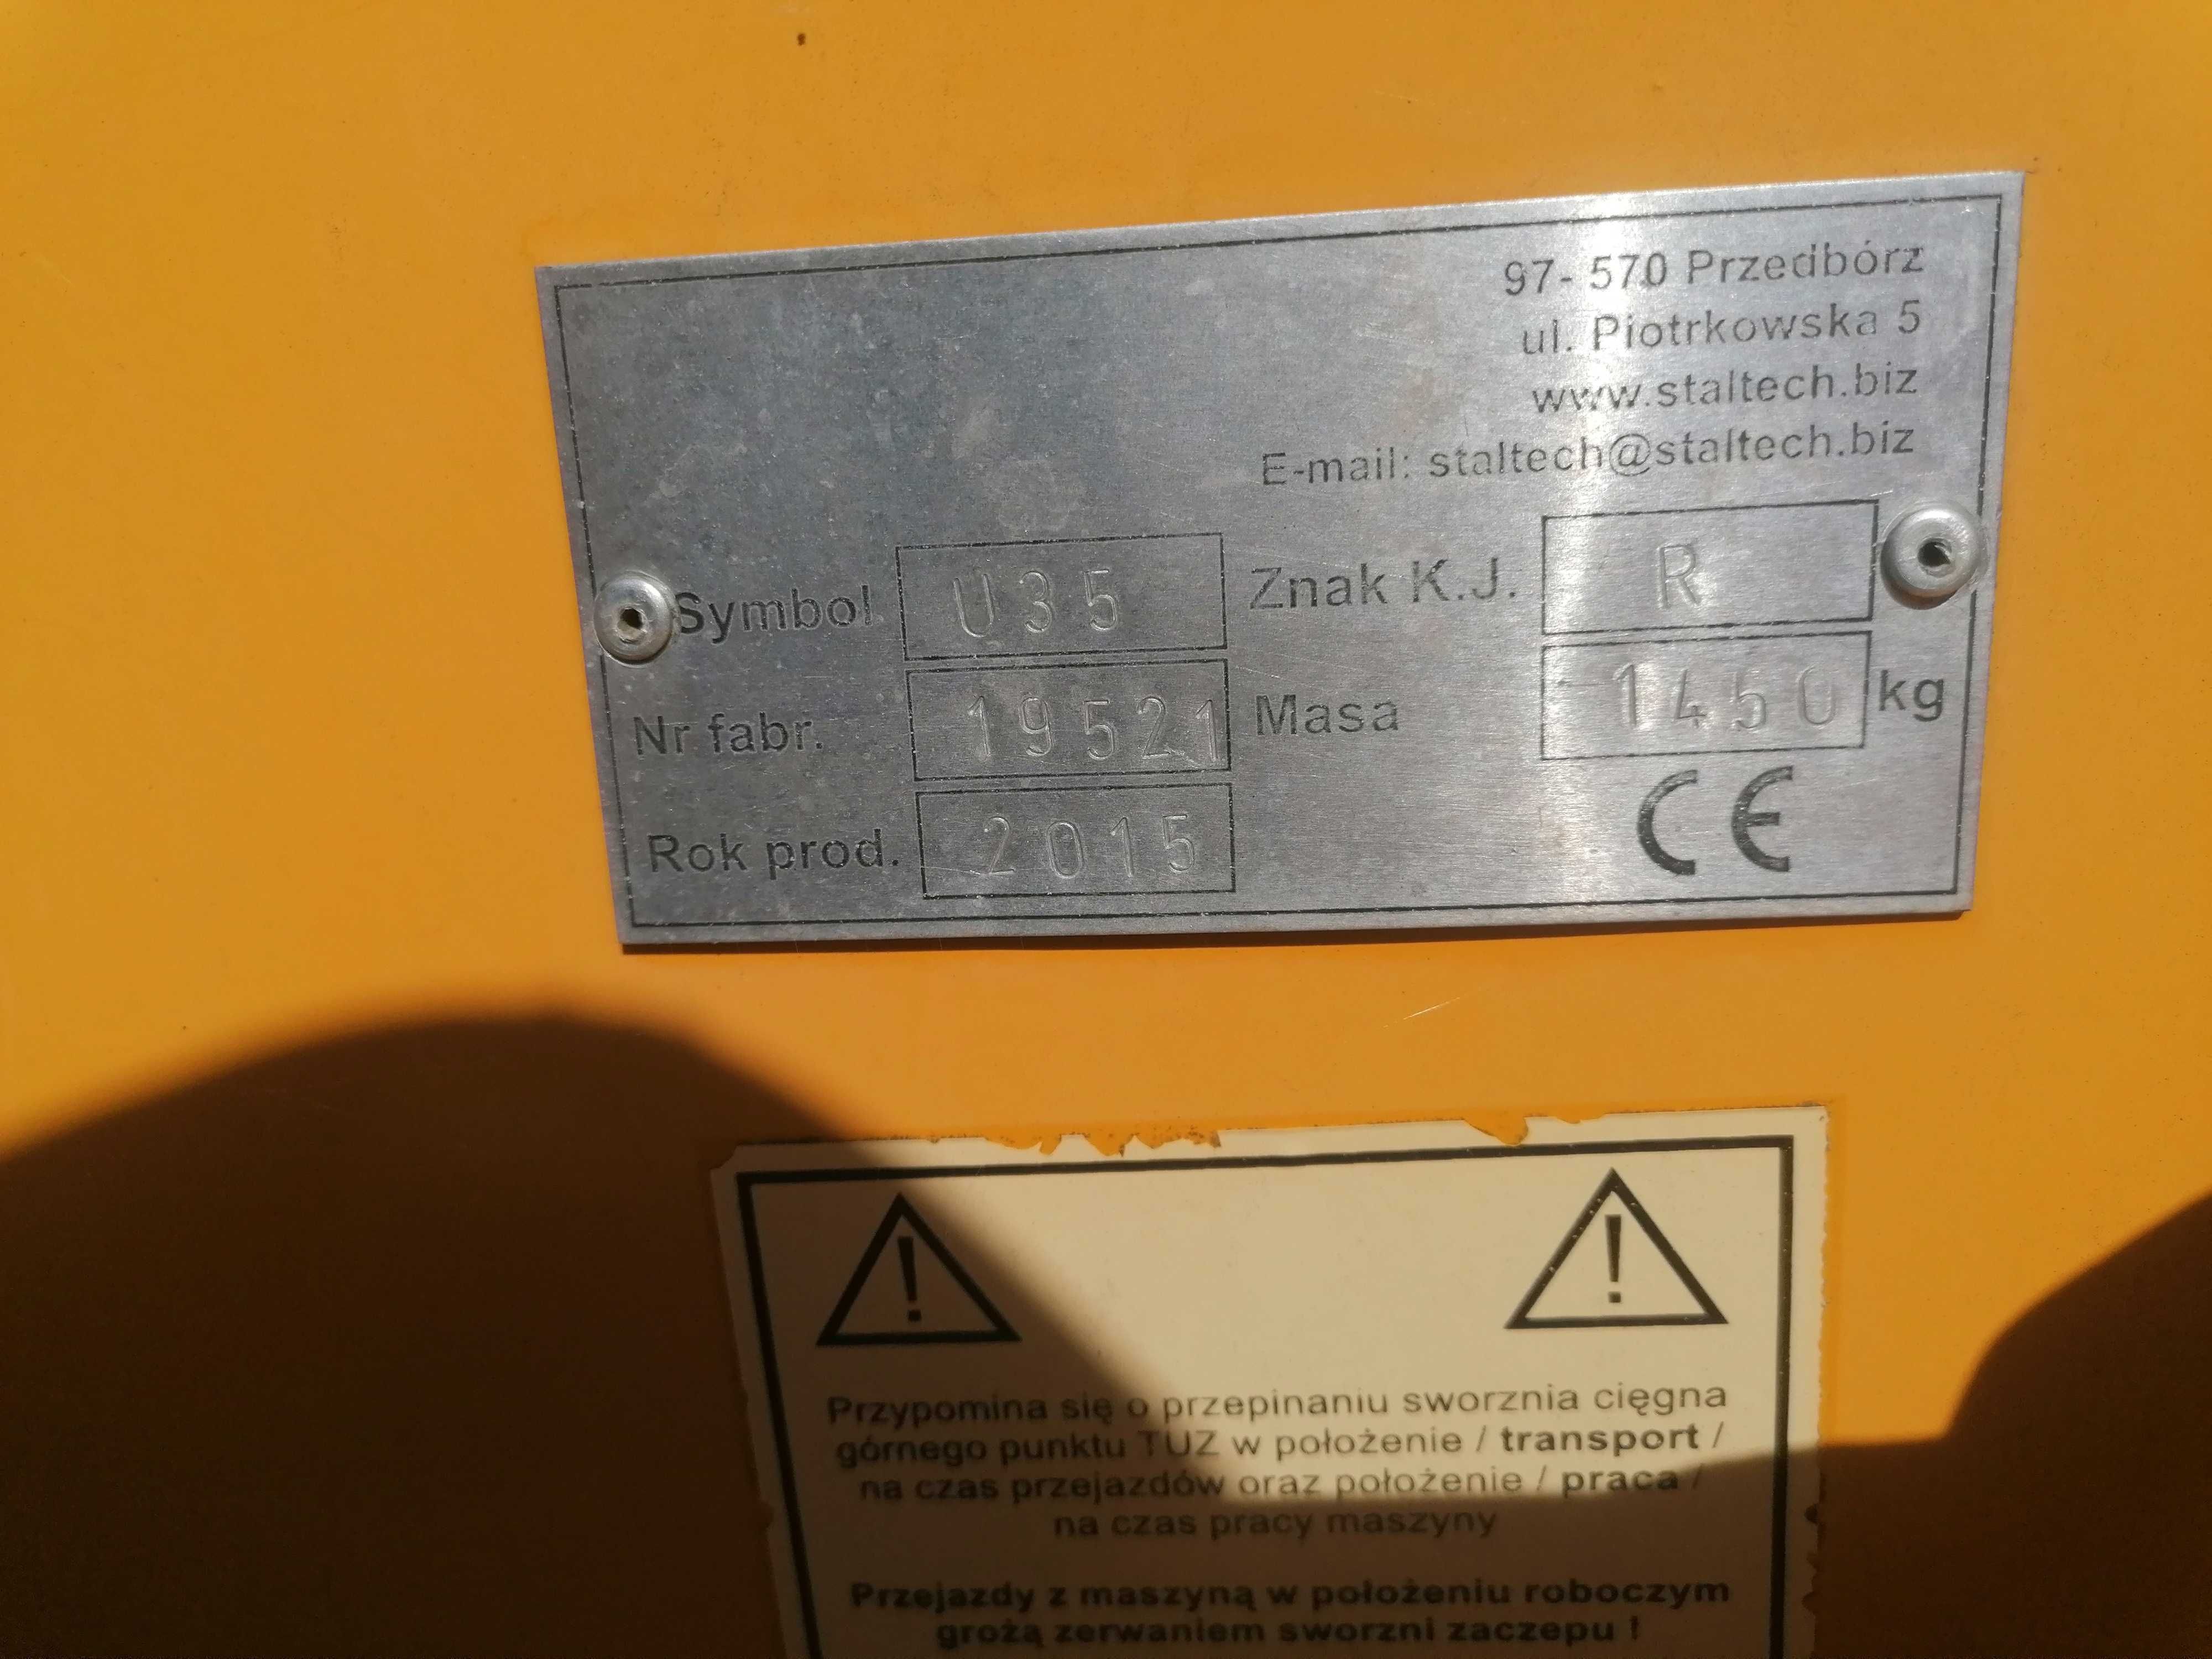 97- 570 Przedbórz
ul. Piotrkowska 5
www.staltech.biz
E-mail: staltech@staltech.biz
Symbol U35 Znak K.J. R
Nr fabr. 19521 Masa 1450 kg
Rok prod. 2015 CE
! !
Przypomina się o przepinaniu sworznia cięgna
górnego punktu TUZ w położenie / transport /
na czas przejazdów oraz położenie / praca /
na czas pracy maszyny
Przejazdy z maszyną w położeniu roboczym
grożą zerwaniem sworzni zaczepu !